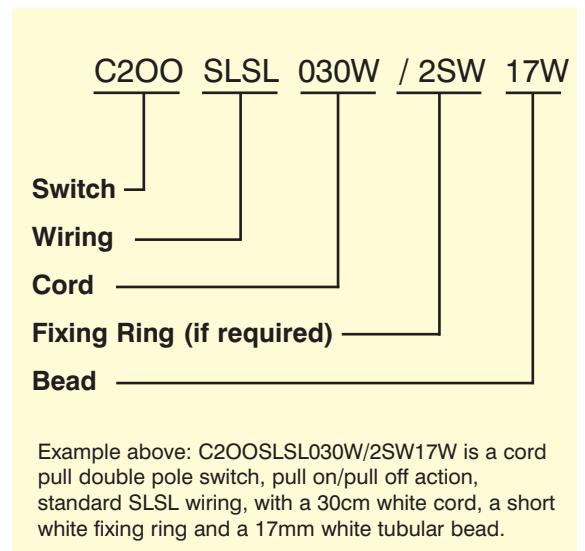 C2OO SLSL 030W / 2SW 17W
Switch
Wiring
Cord
Fixing Ring (if required)
Bead
Example above: C2OOSLSL030W/2SW17W is a cord
pull double pole switch, pull on/pull off action,
standard SLSL wiring, with a 30cm white cord, a short
white fixing ring and a 17mm white tubular bead.